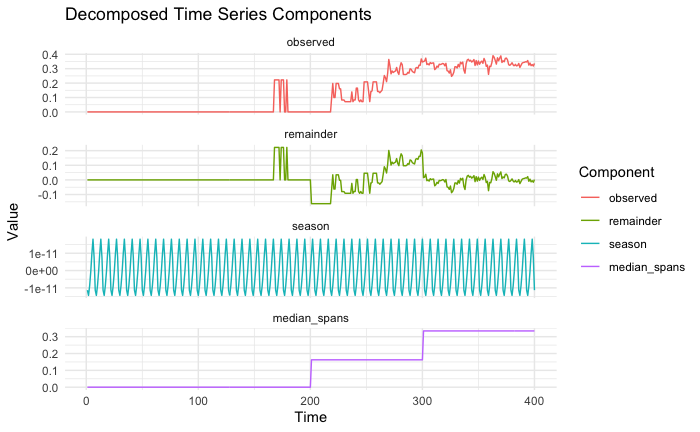 Decomposed Time Series Components
observed
0.4
0.3
0.2
0.1
0.0
remainder
0.2
0.1
0.0
-0.1
season
1e-11
0e+00
-1e-11
median_spans
0.3
0.2
0.1
0.0
0
100
200
300
400
Time
Value
Component
observed
remainder
season
median_spans